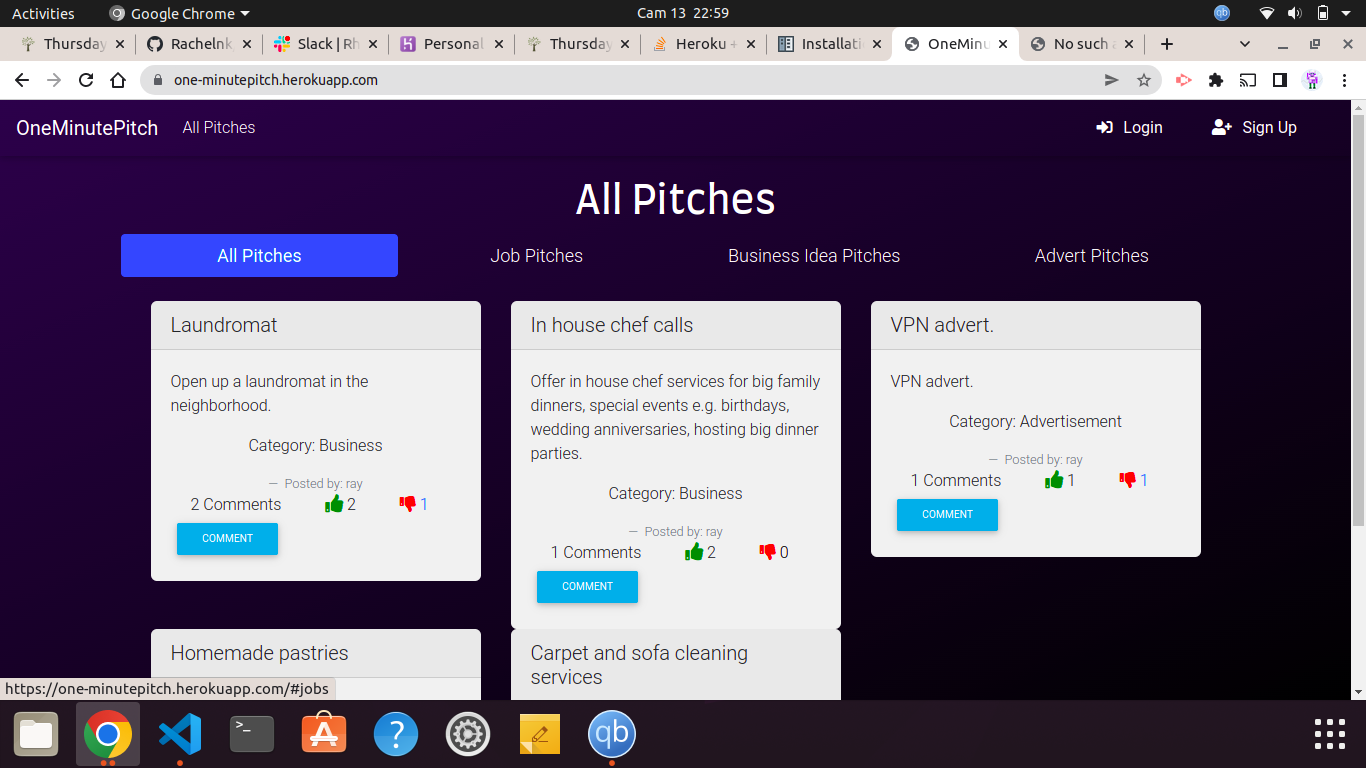 Activities
Google Chrome
Cam 13 22:59
qb
Thursday
Rachelnk
Slack | Rh
Personal
Thursday
Heroku +
Installati
OneMinu
No such a
one-minutepitch.herokuapp.com
OneMinutePitch
All Pitches
Login
Sign Up
All Pitches
All Pitches
Job Pitches
Business Idea Pitches
Advert Pitches
Laundromat
Open up a laundromat in the
neighborhood.
Category: Business
— Posted by: ray
2 Comments
2
1
COMMENT
In house chef calls
Offer in house chef services for big family
dinners, special events e.g. birthdays,
wedding anniversaries, hosting big dinner
parties.
Category: Business
— Posted by: ray
1 Comments
2
0
COMMENT
VPN advert.
VPN advert.
Category: Advertisement
— Posted by: ray
1 Comments
1
1
COMMENT
Homemade pastries
Carpet and sofa cleaning
services
https://one-minutepitch.herokuapp.com/#jobs
>_
A
?
qb